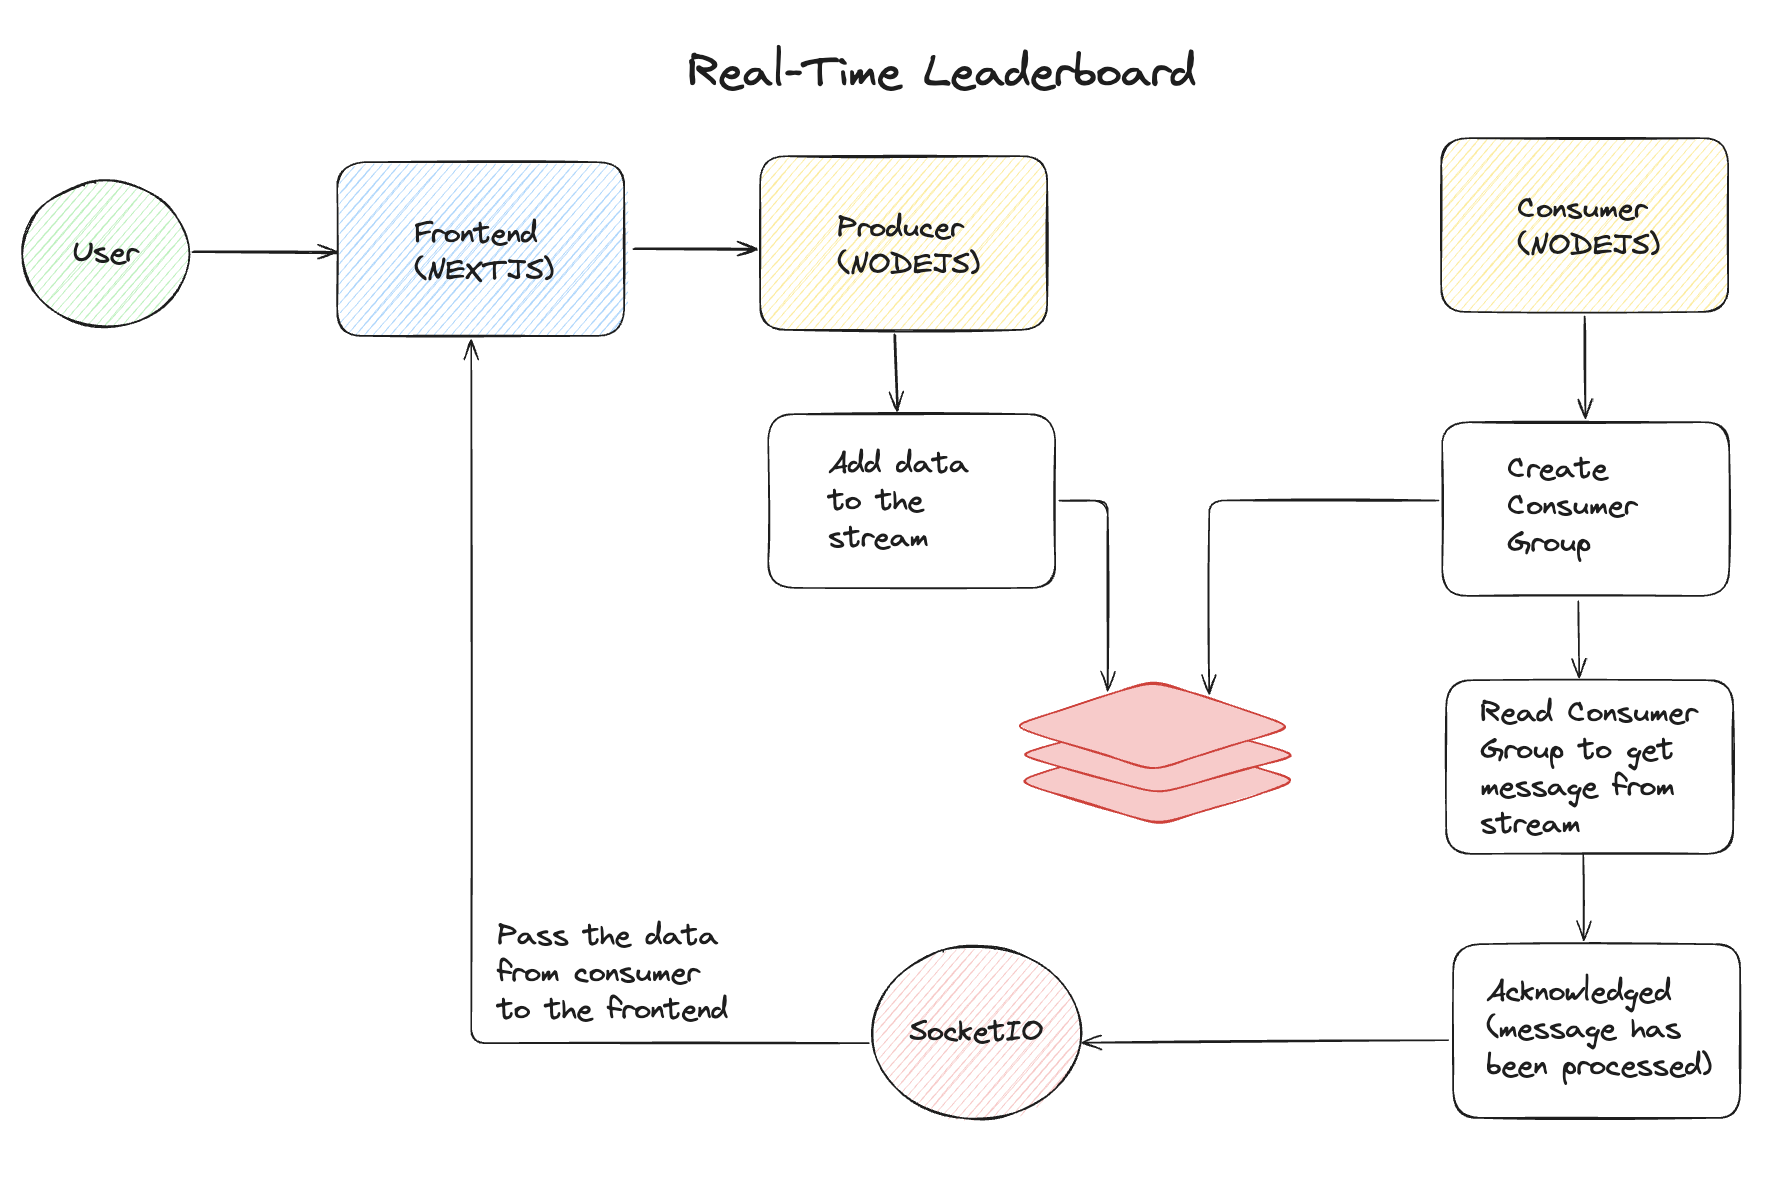 Real-Time Leaderboard
User
Frontend
(NEXTJS)
Producer
(NODEJS)
Consumer
(NODEJS)
Add data
to the
stream
Create
Consumer
Group
Read Consumer
Group to get
message from
stream
Pass the data
from consumer
to the frontend
SocketIO
Acknowledged
(message has
been processed)